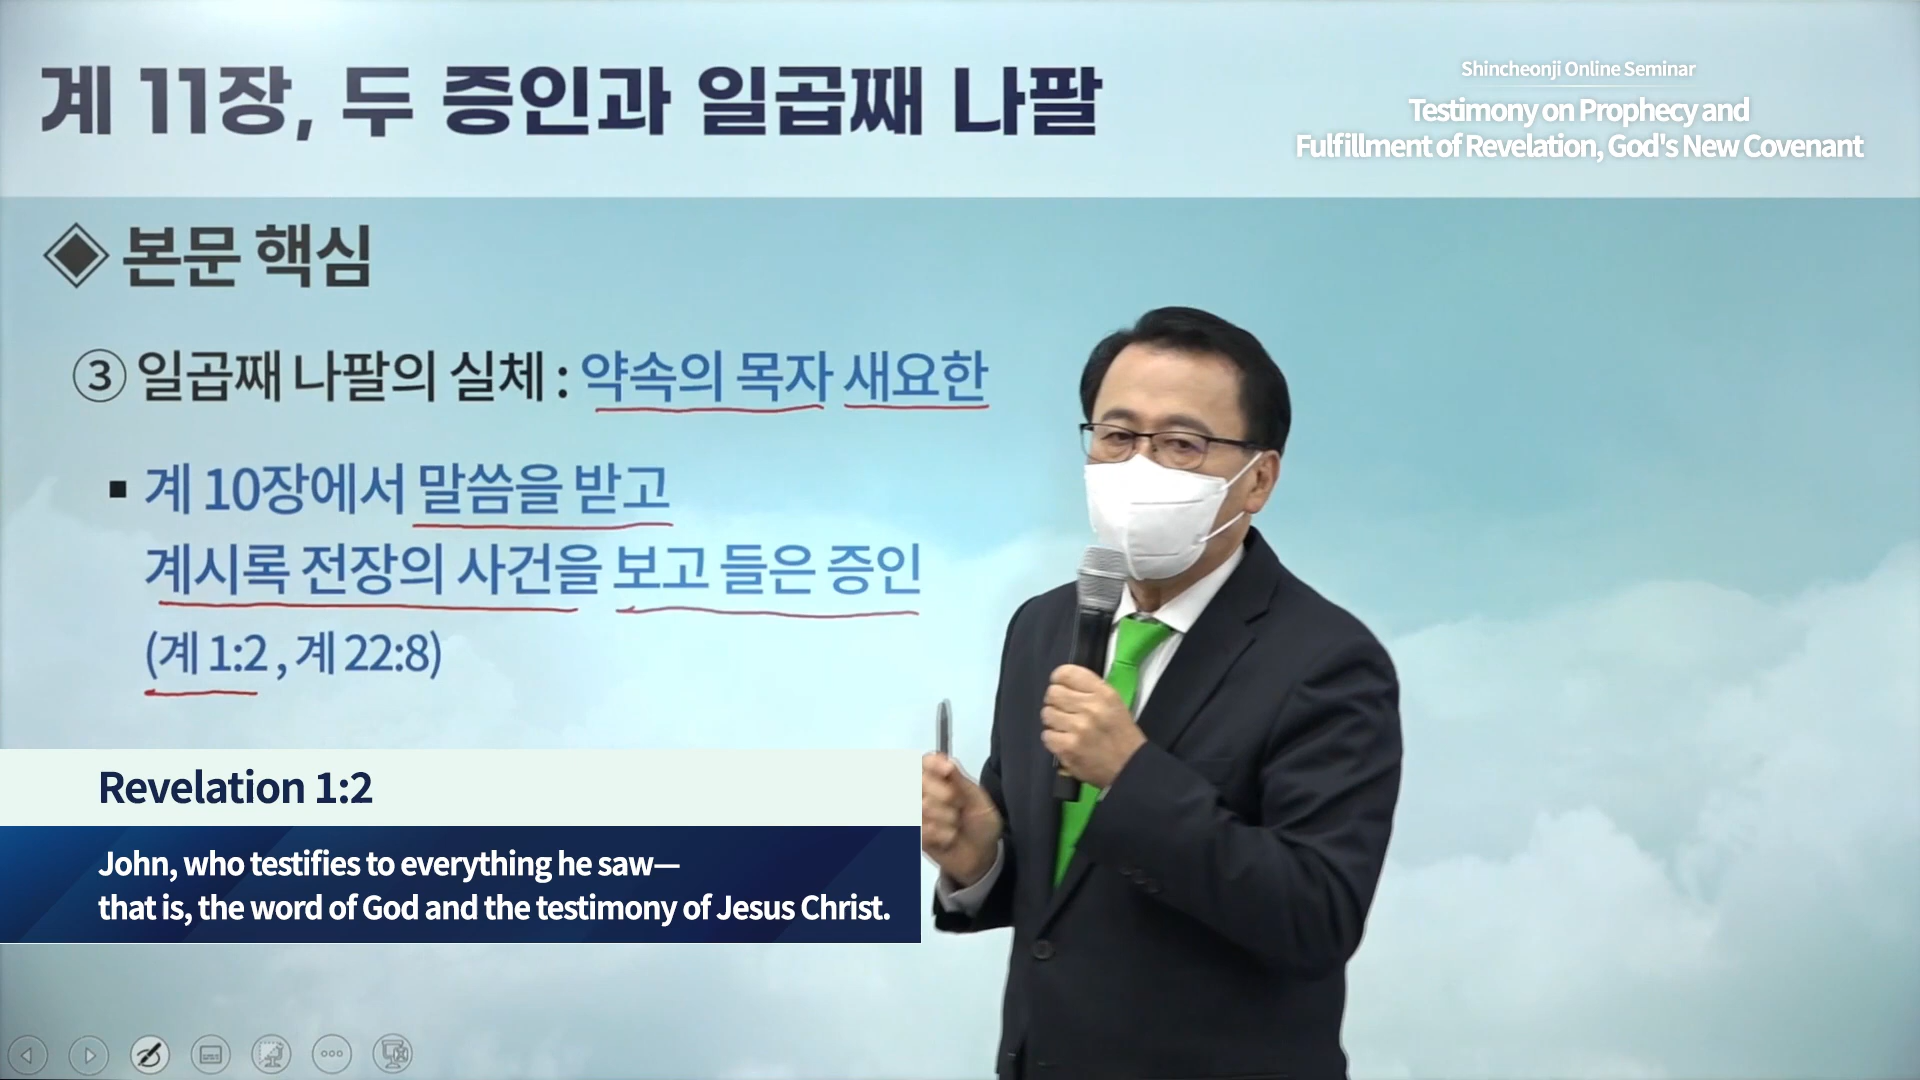 계 11장, 두 증인과 일곱째 나팔
Shincheonji Online Seminar
Testimony on Prophecy and
Fulfillment of Revelation, God's New Covenant
◈ 본문 핵심
③ 일곱째 나팔의 실체 : 약속의 목자 새요한
▪ 계 10장에서 말씀을 받고
계시록 전장의 사건을 보고 들은 증인
(계 1:2 , 계 22:8)
Revelation 1:2
John, who testifies to everything he saw—
that is, the word of God and the testimony of Jesus Christ.